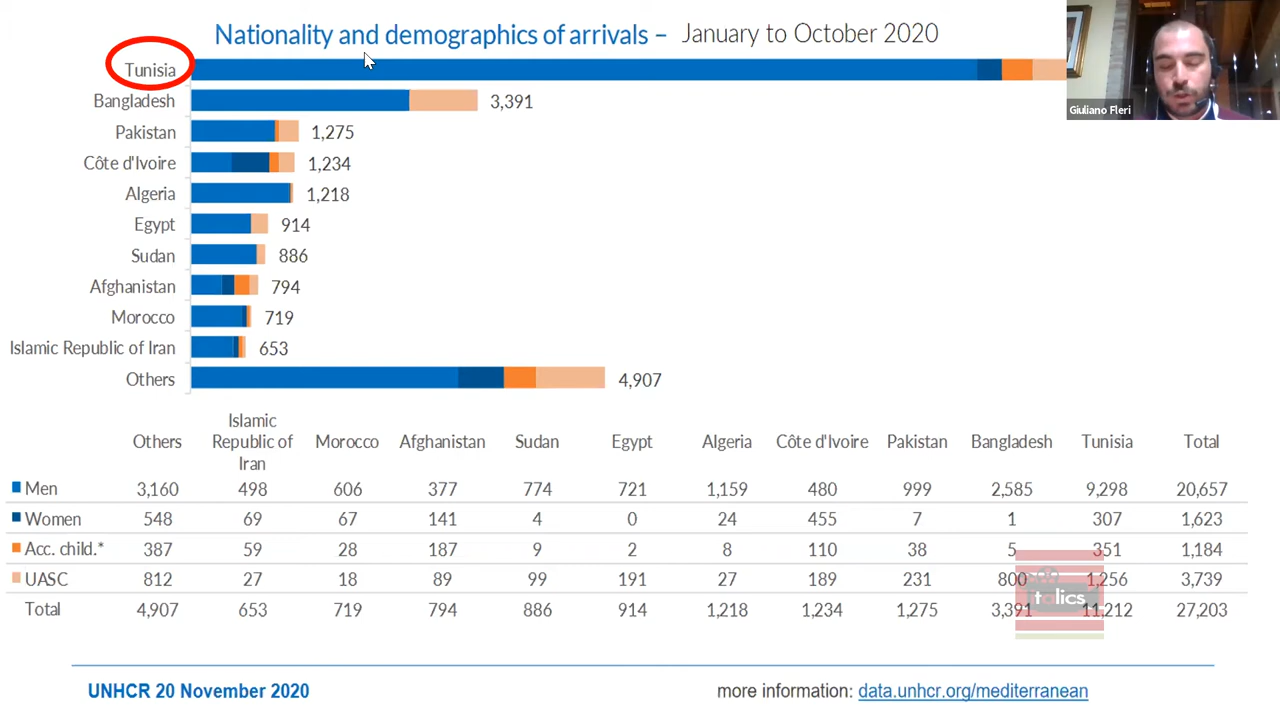 Nationality and demographics of arrivals – January to October 2020
Giuliano Fleri
Tunisia
Bangladesh 3,391
Pakistan 1,275
Côte d'Ivoire 1,234
Algeria 1,218
Egypt 914
Sudan 886
Afghanistan 794
Morocco 719
Islamic Republic of Iran 653
Others 4,907
Others Islamic Republic of Iran Morocco Afghanistan Sudan Egypt Algeria Côte d'Ivoire Pakistan Bangladesh Tunisia Total
Men 3,160 498 606 377 774 721 1,159 480 999 2,585 9,298 20,657
Women 548 69 67 141 4 0 24 455 7 1 307 1,623
Acc. child.* 387 59 28 187 9 2 8 110 38 5 351 1,184
UASC 812 27 18 89 99 191 27 189 231 800 1,256 3,739
italics
Total 4,907 653 719 794 886 914 1,218 1,234 1,275 3,391 11,212 27,203
UNHCR 20 November 2020
more information: data.unhcr.org/mediterranean